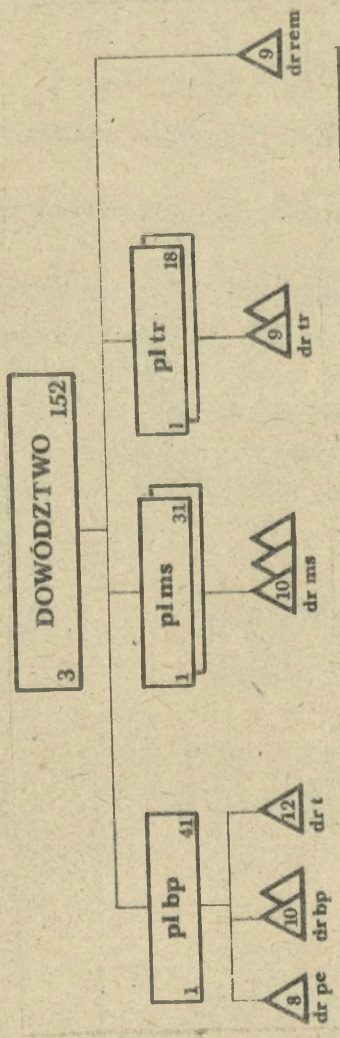 DOWÓDZTWO
3 152
pl bp
1 41
pl ms
1 31
pl tr
1 18
8
dr pe
10
dr bp
12
dr t
10
dr ms
9
dr tr
9
dr rem